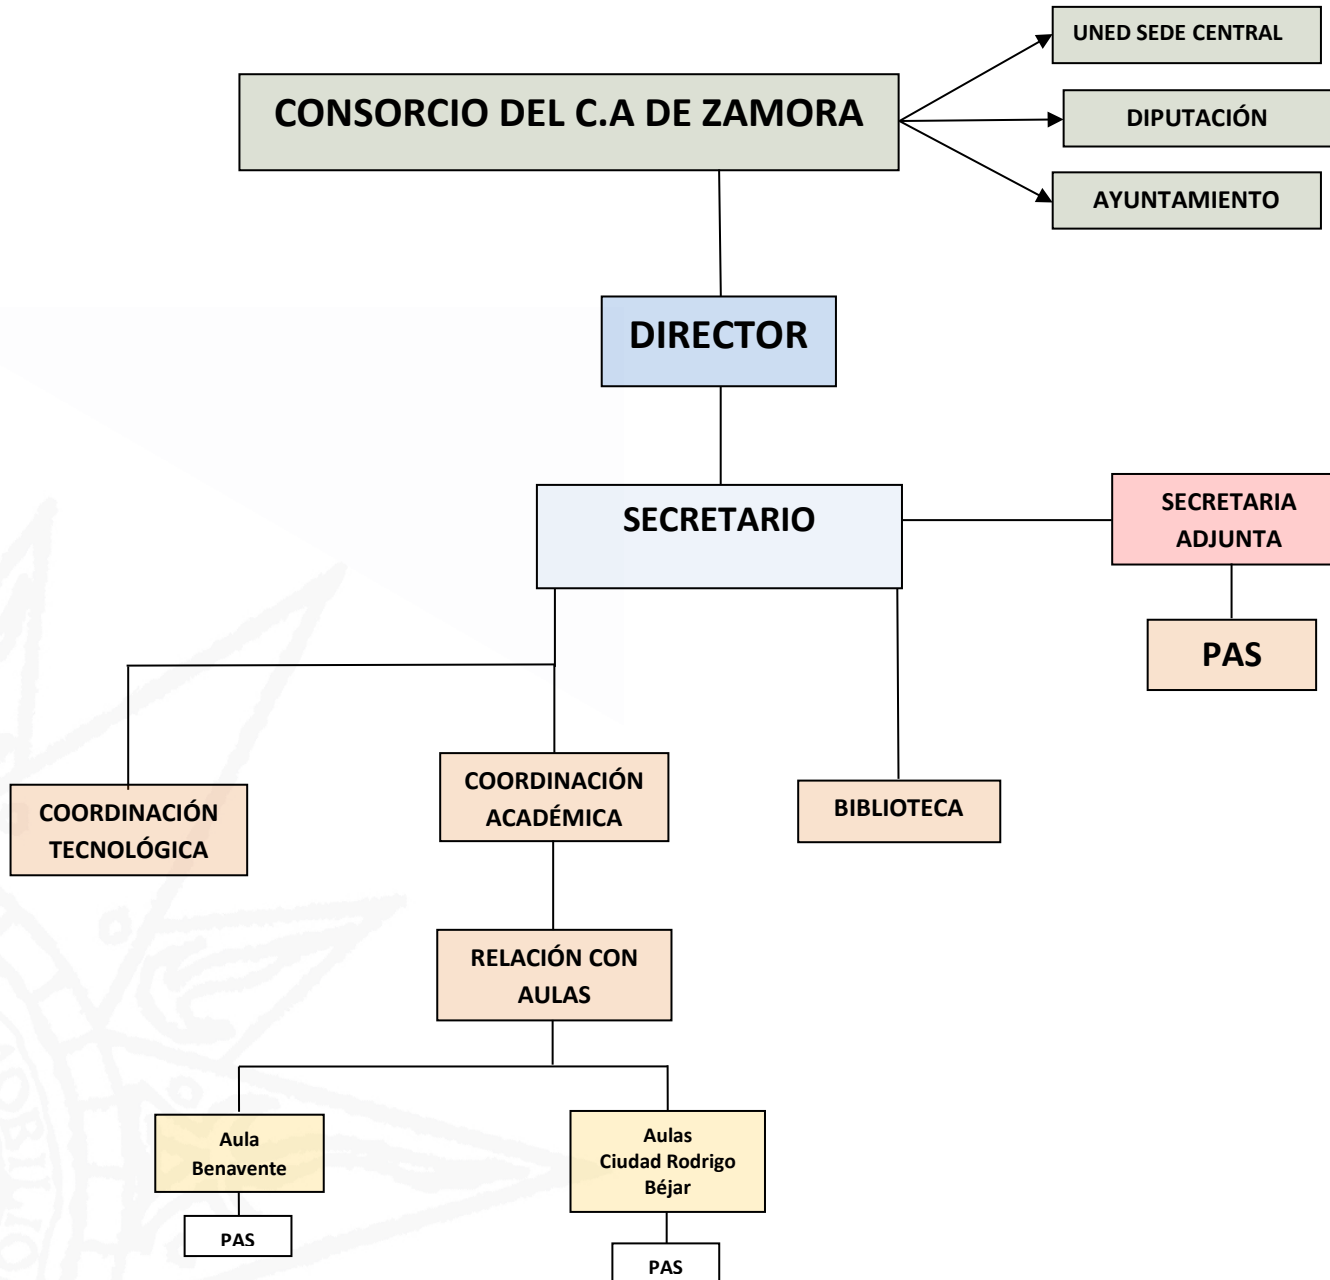 UNED SEDE CENTRAL
CONSORCIO DEL C.A DE ZAMORA
DIPUTACIÓN
AYUNTAMIENTO
DIRECTOR
SECRETARIO
SECRETARIA
ADJUNTA
PAS
COORDINACIÓN
TECNOLÓGICA
COORDINACIÓN
ACADÉMICA
BIBLIOTECA
RELACIÓN CON
AULAS
Aula
Benavente
PAS
Aulas
Ciudad Rodrigo
Béjar
PAS